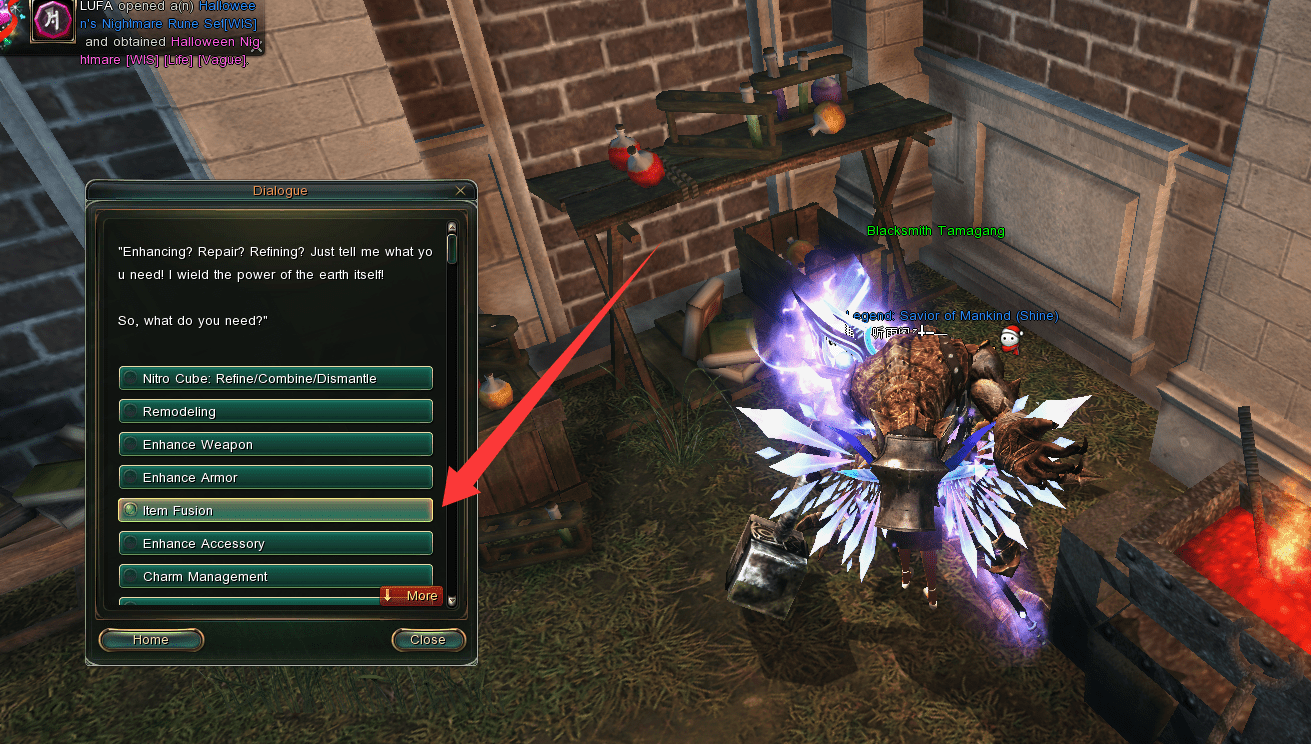 LUFA opened a(n) Hallowee
n's Nightmare Rune Set[WIS]
and obtained Halloween Nig
htmare [WIS] [Life] [Vague].
Dialogue
"Enhancing? Repair? Refining? Just tell me what yo
u need! I wield the power of the earth itself!
So, what do you need?"
Nitro Cube: Refine/Combine/Dismantle
Remodeling
Enhance Weapon
Enhance Armor
Item Fusion
Enhance Accessory
Charm Management
More
Home
Close
Blacksmith Tamagang
Legend: Savior of Mankind (Shine)